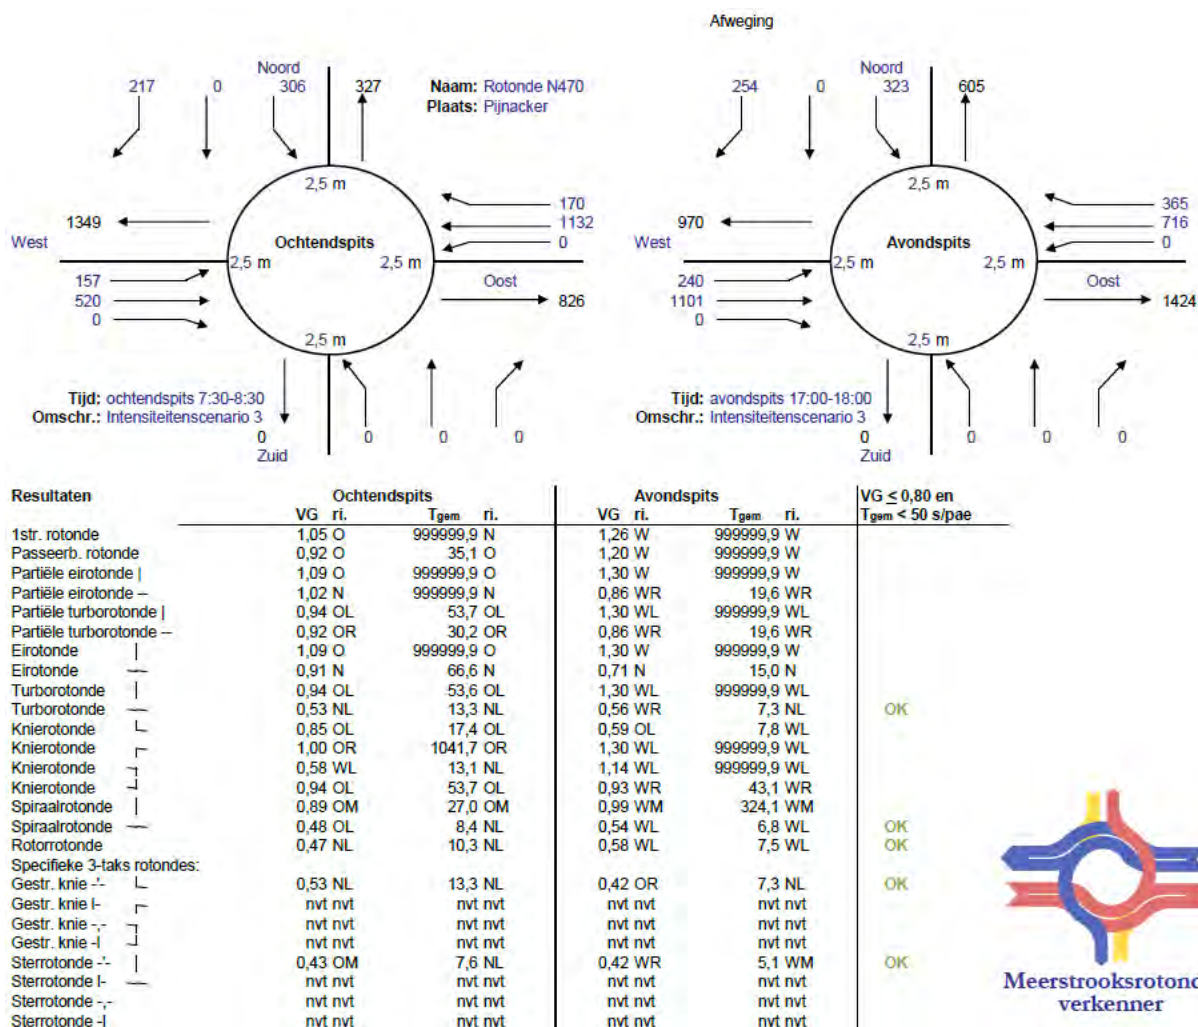 Afweging
Noord
217 0 306 327
Naam: Rotonde N470
Plaats: Pijnacker
2,5 m
170
1132
0
1349
West
Ochtendspits
2,5 m 2,5 m
157
520
0
Oost
826
2,5 m
Tijd: ochtendspits 7:30-8:30
Omschr.: Intensiteitenscenario 3
0 0 0 0
Zuid
Noord
254 0 323 605
2,5 m
365
716
0
970
West
Avondspits
2,5 m 2,5 m
240
1101
0
Oost
1424
2,5 m
Tijd: avondspits 17:00-18:00
Omschr.: Intensiteitenscenario 3
0 0 0 0
Zuid
Resultaten Ochtendspits Avondspits VG ≤ 0,80 en
VG ri. Tgem ri. VG ri. Tgem ri. Tgem < 50 s/pae
1str. rotonde 1,05 O 999999,9 N 1,26 W 999999,9 W
Passeerb. rotonde 0,92 O 35,1 O 1,20 W 999999,9 W
Partiële eirotonde | 1,09 O 999999,9 O 1,30 W 999999,9 W
Partiële eirotonde – 1,02 N 999999,9 N 0,86 WR 19,6 WR
Partiële turborotonde | 0,94 OL 53,7 OL 1,30 WL 999999,9 WL
Partiële turborotonde – 0,92 OR 30,2 OR 0,86 WR 19,6 WR
Eirotonde 1,09 O 999999,9 O 1,30 W 999999,9 W
Eirotonde 0,91 N 66,6 N 0,71 N 15,0 N
Turborotonde 0,94 OL 53,6 OL 1,30 WL 999999,9 WL
Turborotonde 0,53 NL 13,3 NL 0,56 WR 7,3 NL OK
Knierotonde 0,85 OL 17,4 OL 0,59 OL 7,8 WL
Knierotonde 1,00 OR 1041,7 OR 1,30 WL 999999,9 WL
Knierotonde 0,58 WL 13,1 NL 1,14 WL 999999,9 WL
Knierotonde 0,94 OL 53,7 OL 0,93 WR 43,1 WR
Spiraalrotonde 0,89 OM 27,0 OM 0,99 WM 324,1 WM
Spiraalrotonde 0,48 OL 8,4 NL 0,54 WL 6,8 WL OK
Rotorrotonde 0,47 NL 10,3 NL 0,58 WL 7,5 WL OK
Specifieke 3-taks rotondes:
Gestr. knie -'- 0,53 NL 13,3 NL 0,42 OR 7,3 NL OK
Gestr. knie l- nvt nvt nvt nvt nvt nvt nvt nvt
Gestr. knie -,- nvt nvt nvt nvt nvt nvt nvt nvt
Gestr. knie -l nvt nvt nvt nvt nvt nvt nvt nvt
Sterrotonde -'- 0,43 OM 7,6 NL 0,42 WR 5,1 WM OK
Sterrotonde l- nvt nvt nvt nvt nvt nvt nvt nvt
Sterrotonde -,- nvt nvt nvt nvt nvt nvt nvt nvt
Sterrotonde -l nvt nvt nvt nvt nvt nvt nvt nvt
Meerstrooksrotond
verkenner